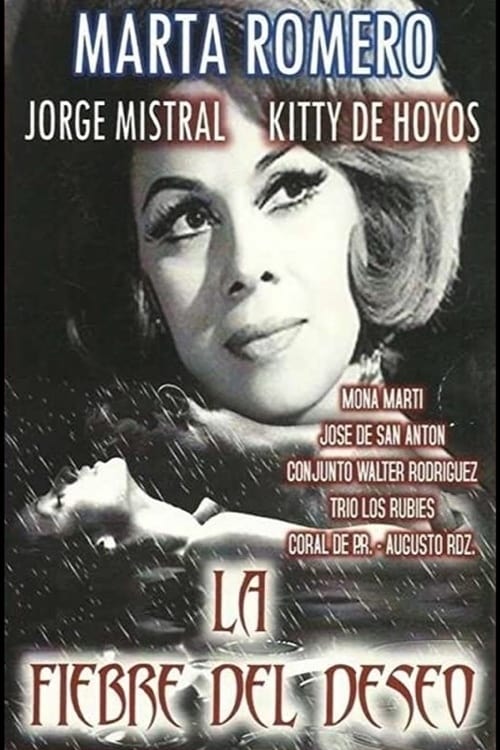 MARTA ROMERO
JORGE MISTRAL KITTY DE HOYOS
MONA MARTI
JOSE DE SAN ANTON
CONJUNTO WALTER RODRIGUEZ
TRIO LOS RUBIES
CORAL DE P.R. - AUGUSTO RDZ.
LA
FIEBRE DEL DESEO